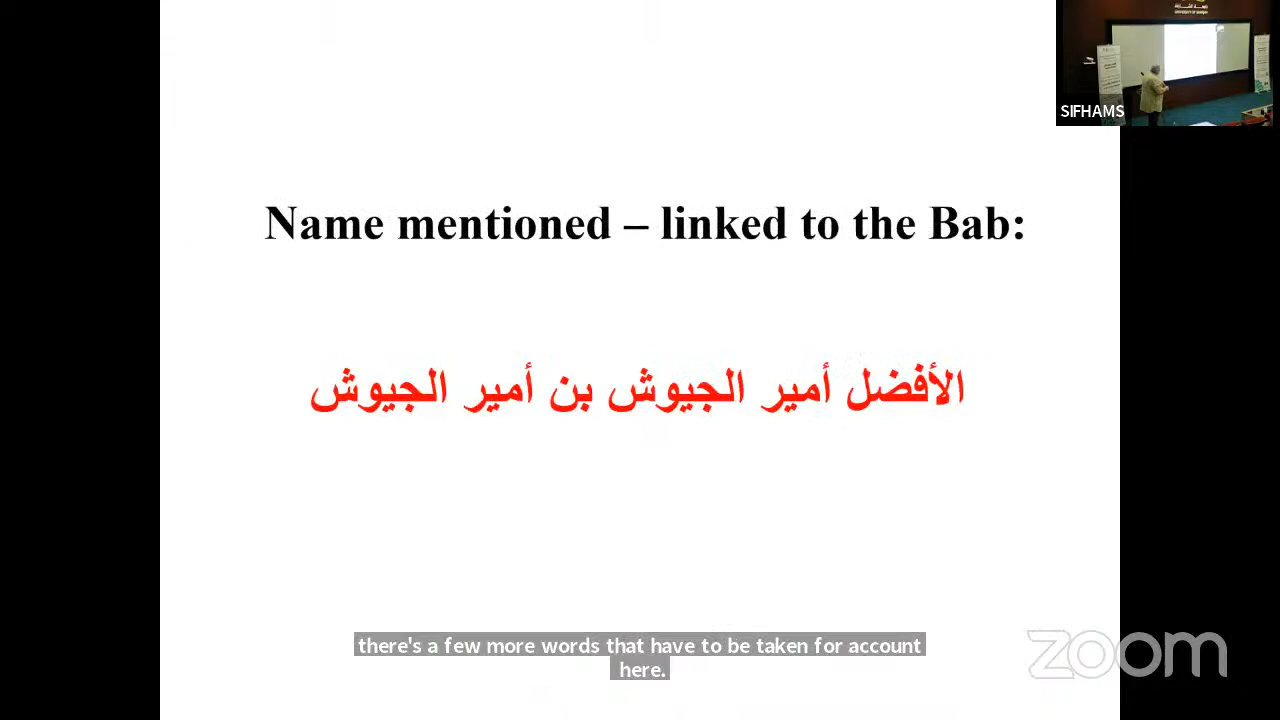 SIFHAMS
Name mentioned – linked to the Bab:
الأفضل أمير الجيوش بن أمير الجيوش
there's a few more words that have to be taken for account
here.
zoom